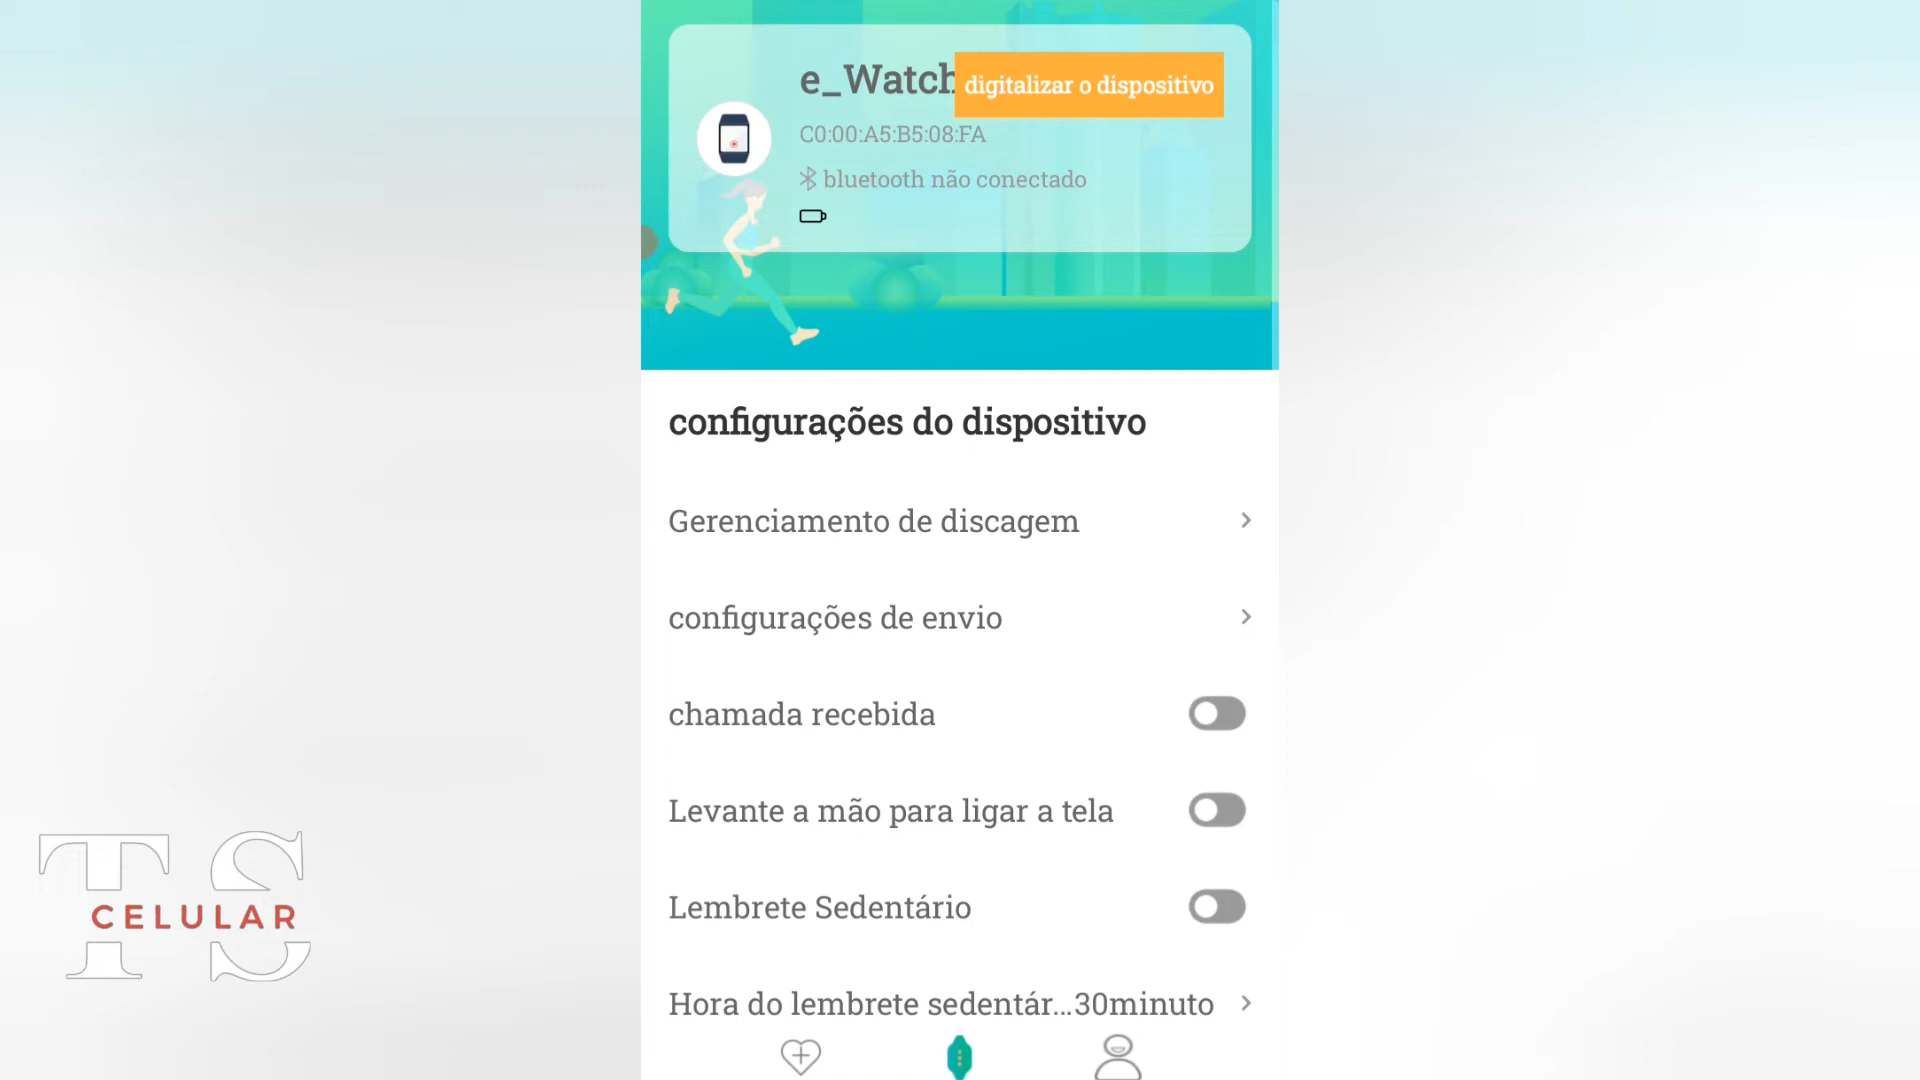 e_Watch
digitalizar o dispositivo
C0:00:A5:B5:08:FA
bluetooth não conectado
configurações do dispositivo
Gerenciamento de discagem
configurações de envio
chamada recebida
Levante a mão para ligar a tela
Lembrete Sedentário
Hora do lembrete sedentár...30minuto
TS
CELULAR